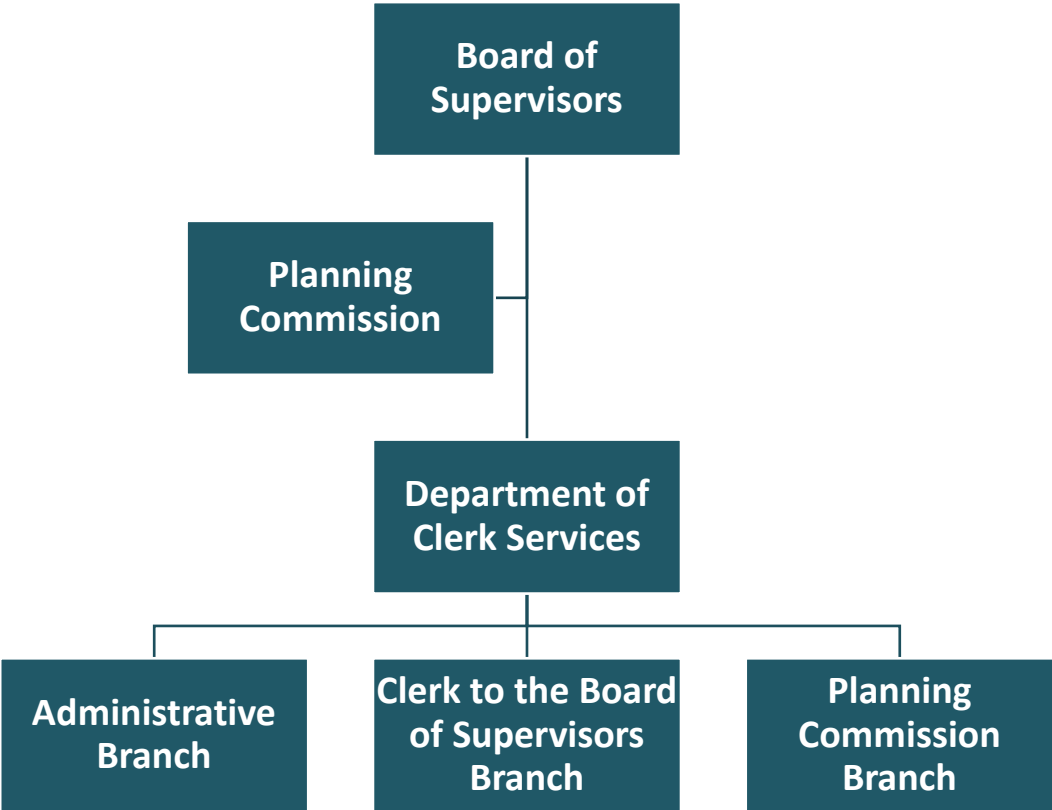 Board of
Supervisors
Planning
Commission
Department of
Clerk Services
Administrative
Branch
Clerk to the Board
of Supervisors
Branch
Planning
Commission
Branch